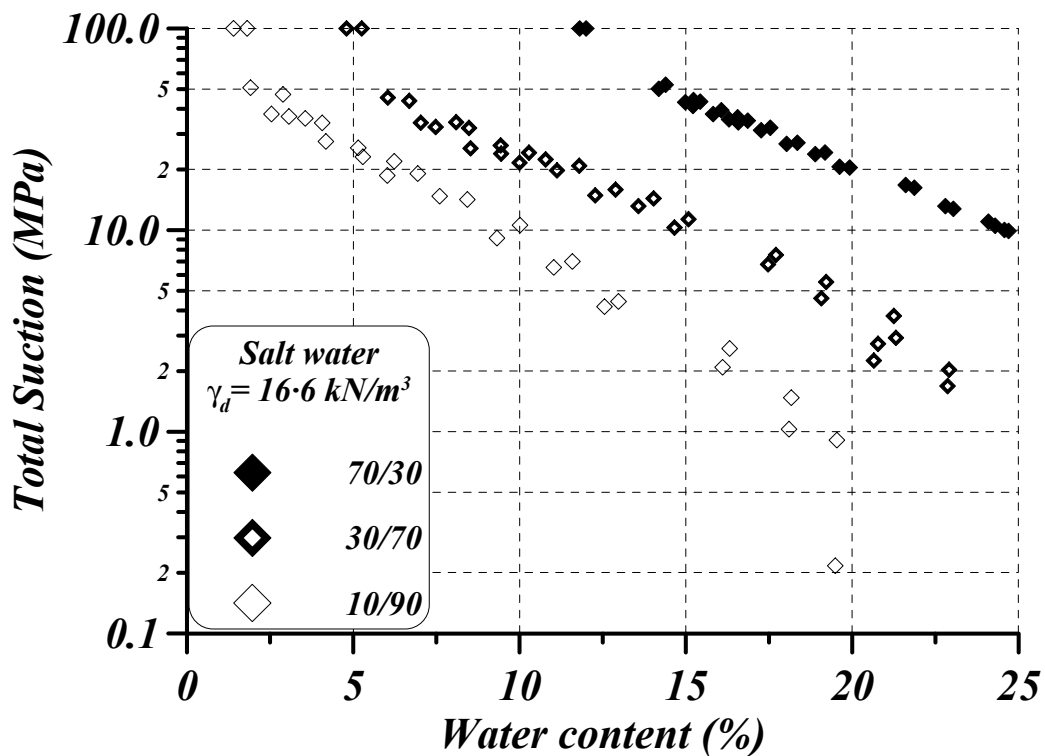 Total Suction (MPa)
100.0
5
2
10.0
5
2
1.0
5
2
0.1
Salt water
γd= 16·6 kN/m³
70/30
30/70
10/90
0 5 10 15 20 25
Water content (%)